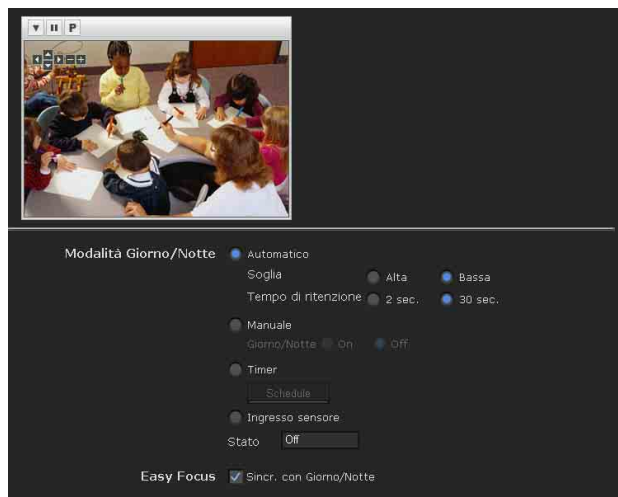 P
Modalità Giorno/Notte Automatico
Soglia Alta Bassa
Tempo di ritenzione 2 sec. 30 sec.
Manuale
Giorno/Notte On Off
Timer
Schedule
Ingresso sensore
Stato Off
Easy Focus Sincr. con Giorno/Notte